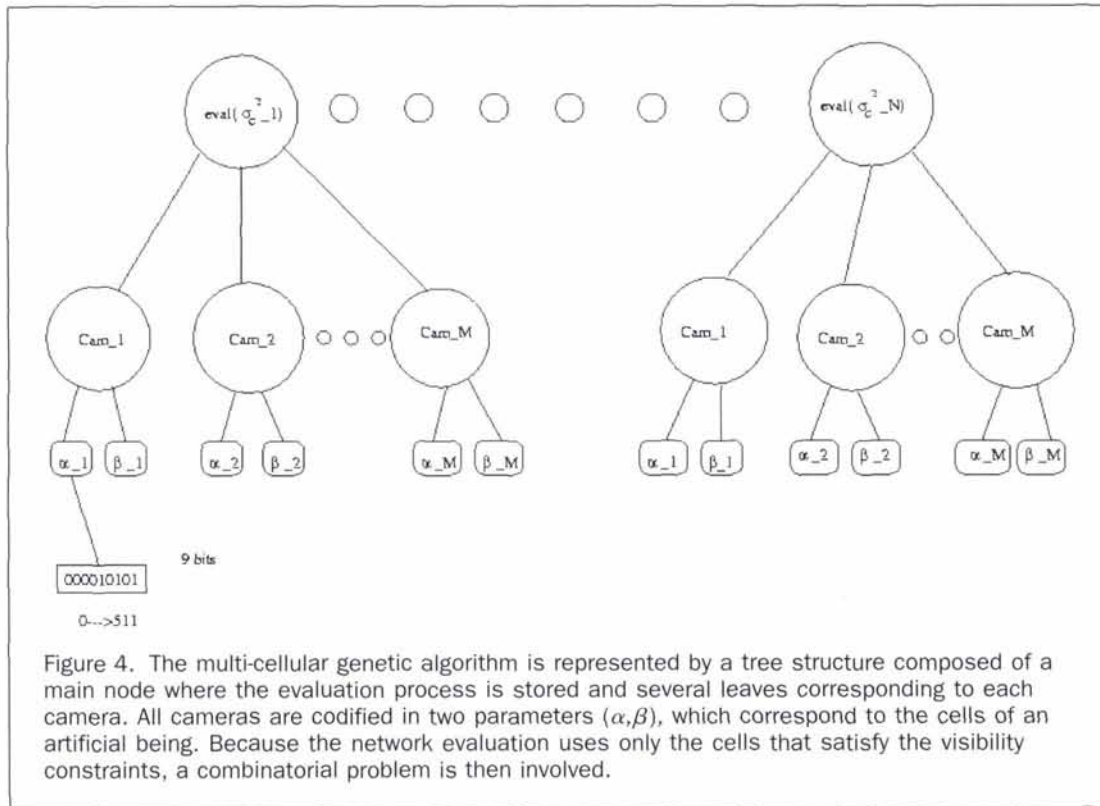 eval(σ_c^2_1) eval(σ_c^2_N)
Cam_1 Cam_2 Cam_M Cam_1 Cam_2 Cam_M
α_1 β_1 α_2 β_2 α_M β_M α_1 β_1 α_2 β_2 α_M β_M
9 bits
000010101
0--->511
Figure 4. The multi-cellular genetic algorithm is represented by a tree structure composed of a
main node where the evaluation process is stored and several leaves corresponding to each
camera. All cameras are codified in two parameters (α,β), which correspond to the cells of an
artificial being. Because the network evaluation uses only the cells that satisfy the visibility
constraints, a combinatorial problem is then involved.